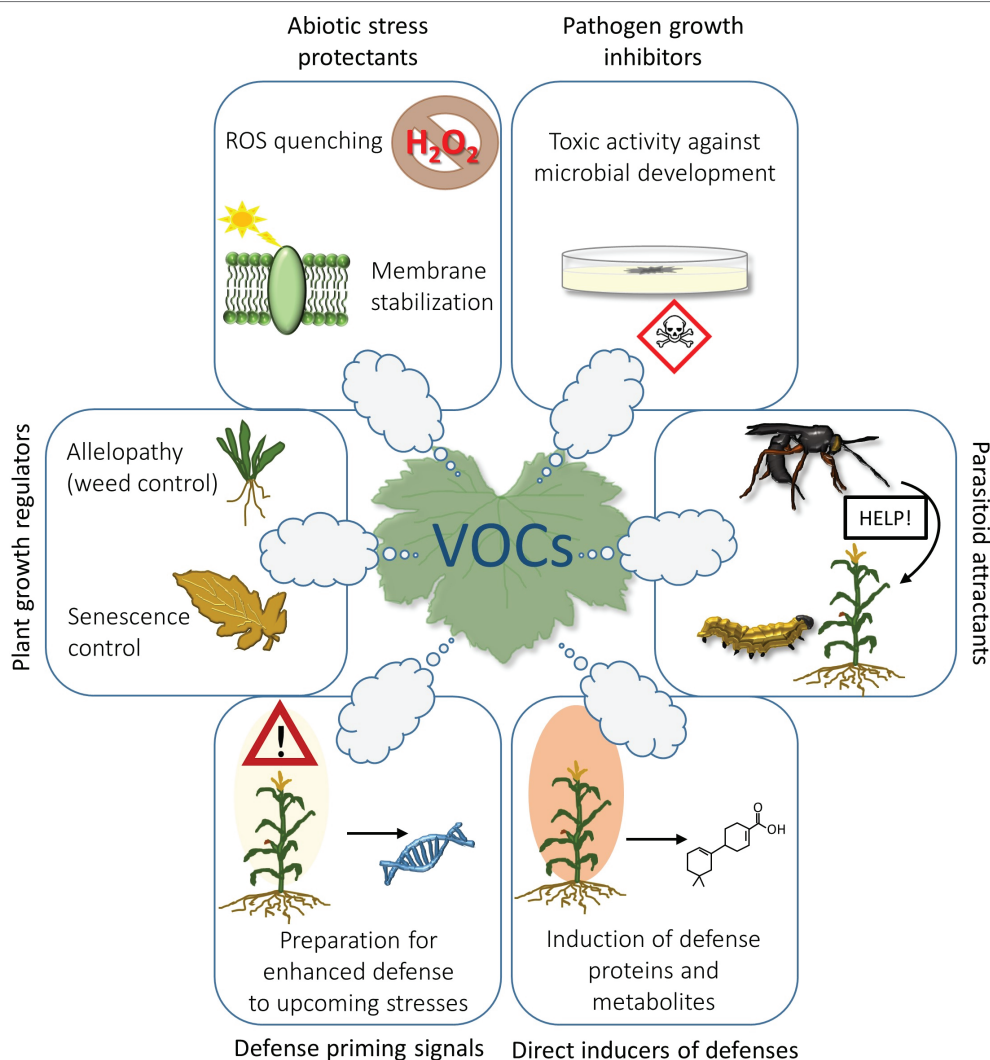 Abiotic stress
protectants
Pathogen growth
inhibitors
ROS quenching
H₂O₂
Membrane
stabilization
Toxic activity against
microbial development
Plant growth regulators
Allelopathy
(weed control)
Senescence
control
VOCs
HELP!
Parasitoid attractants
!
Preparation for
enhanced defense
to upcoming stresses
O
OH
Induction of defense
proteins and
metabolites
Defense priming signals
Direct inducers of defenses